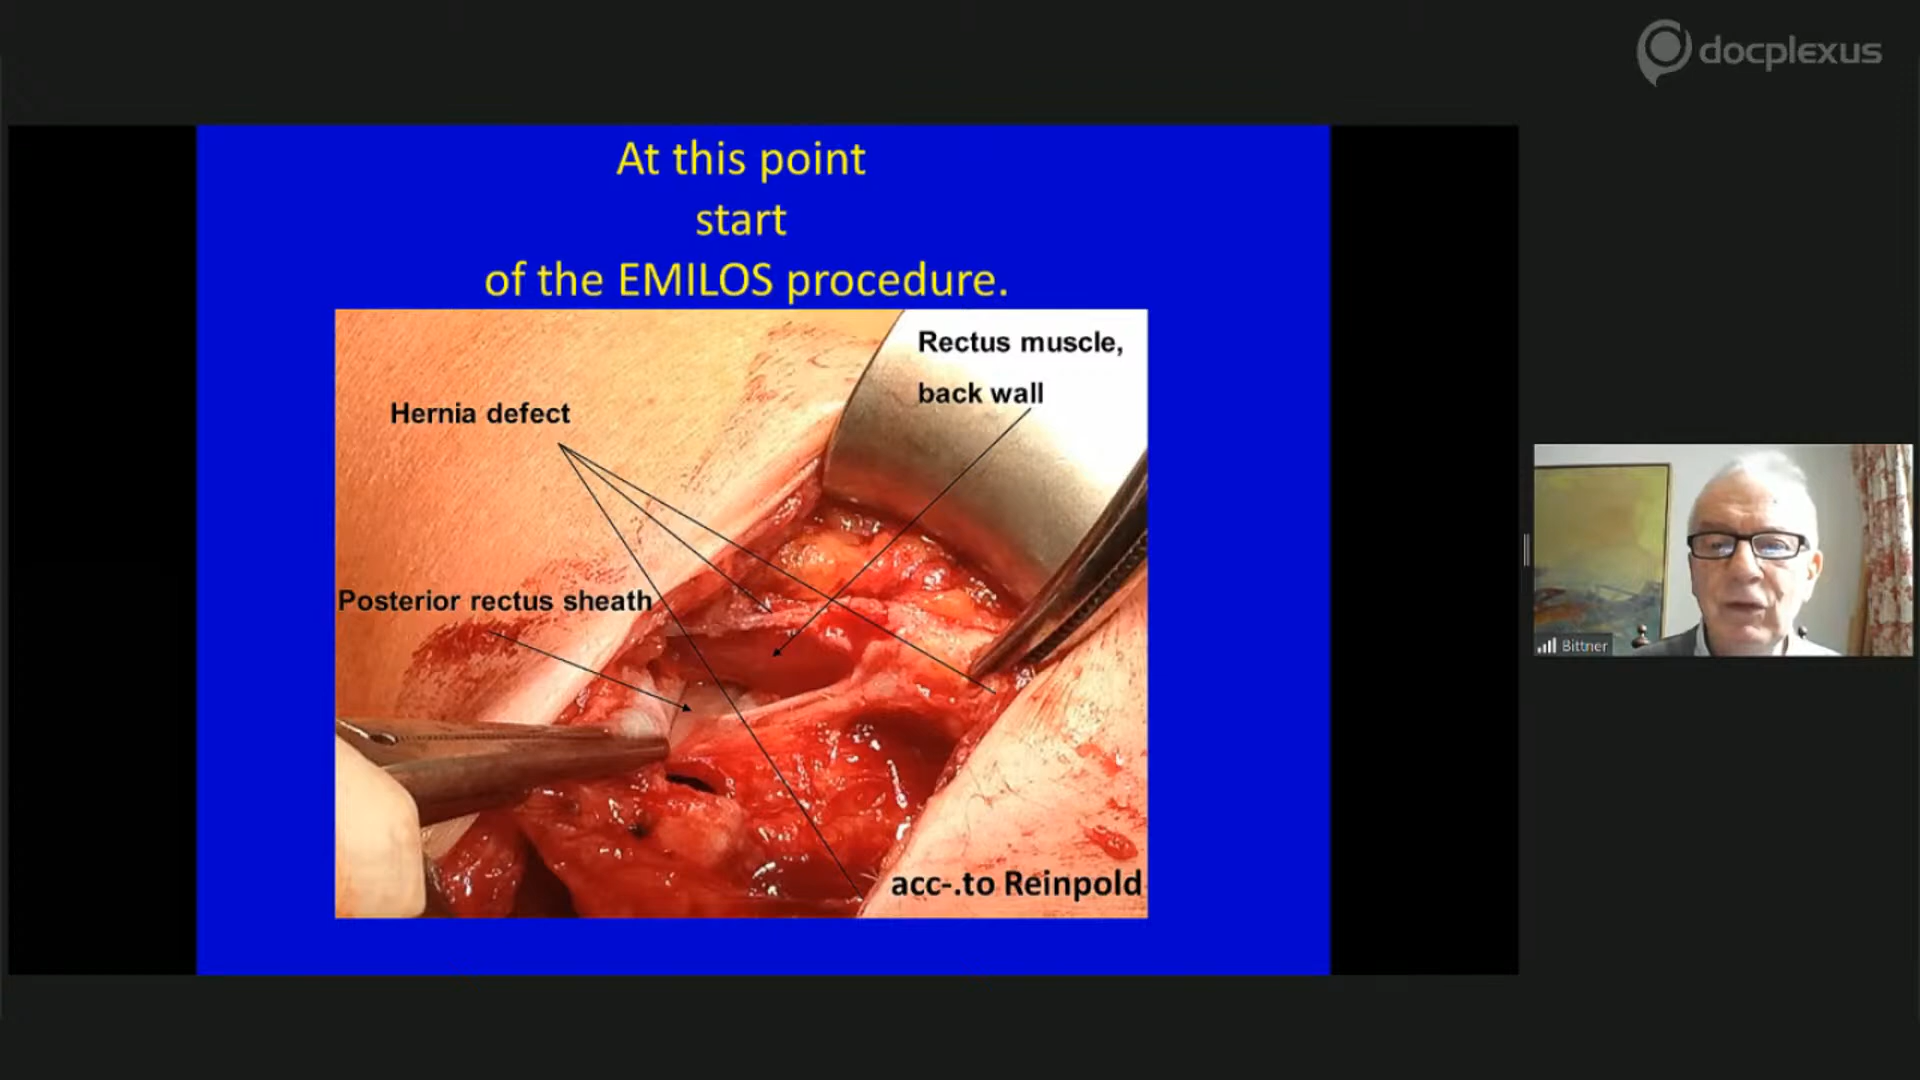 docplexus
At this point
start
of the EMILOS procedure.
Rectus muscle,
back wall
Hernia defect
Posterior rectus sheath
acc-.to Reinpold
Bittner